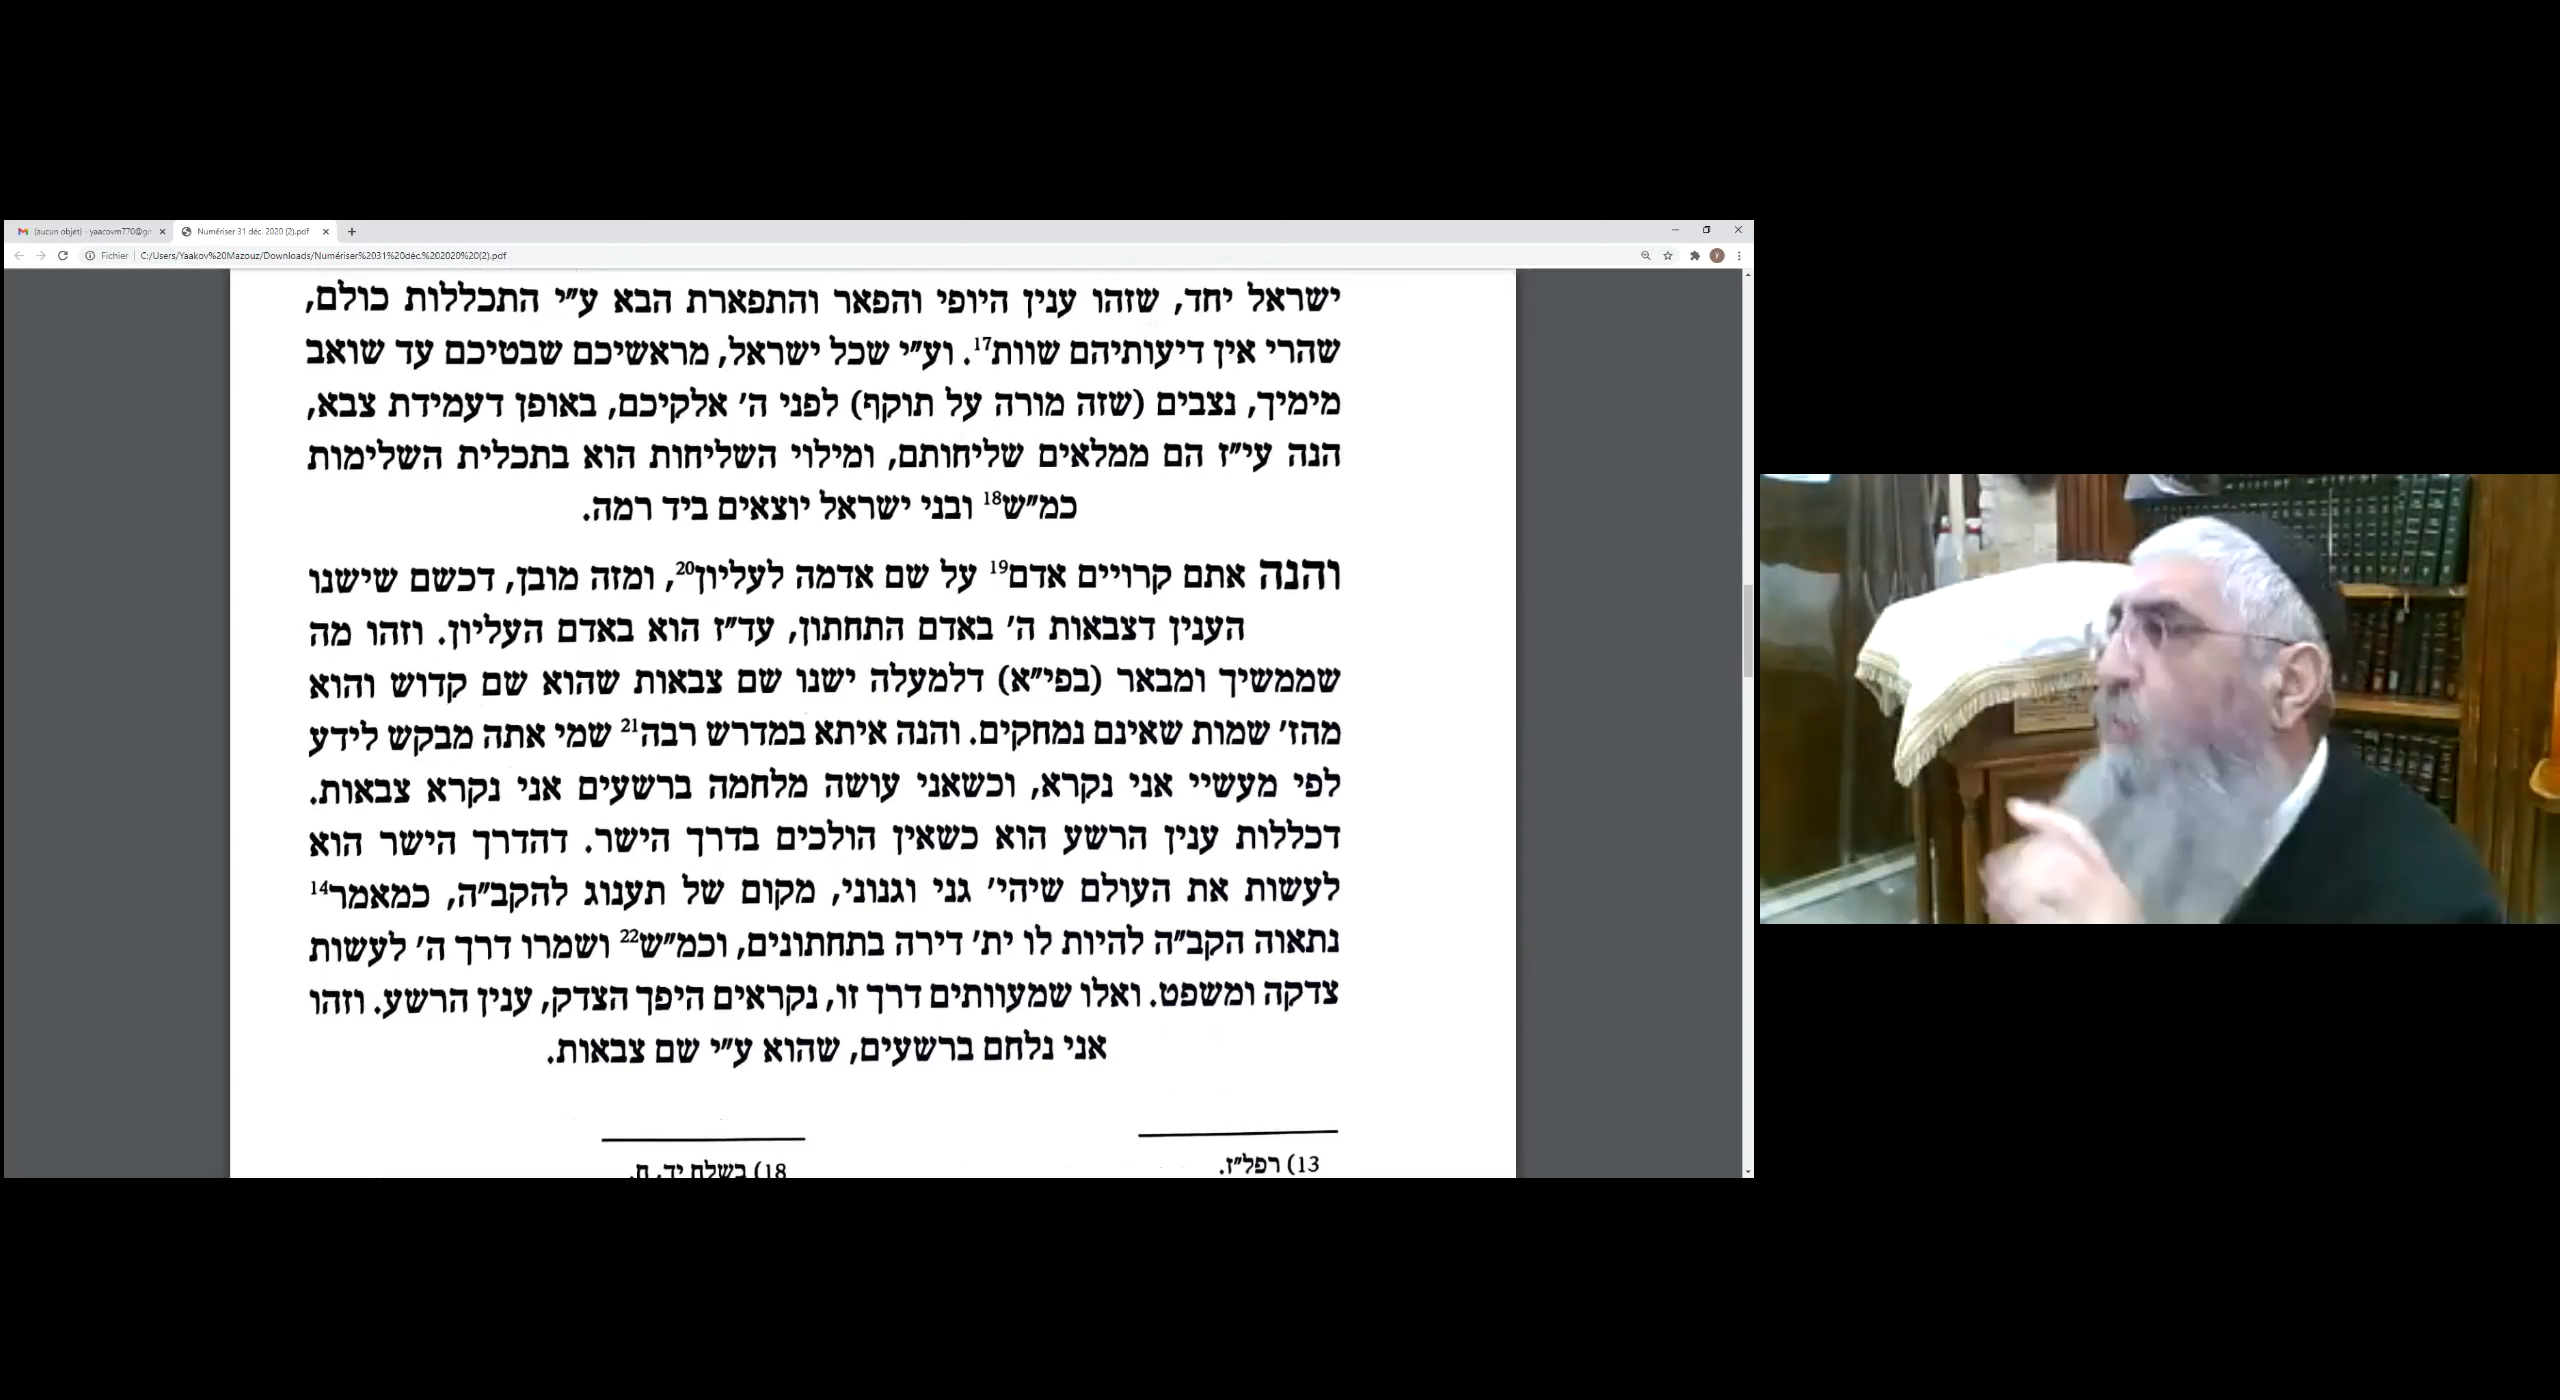 (aucun objet) - yaacovm770@g
Numériser 31 déc. 2020 (2).pdf
Fichier
C:/Users/Yaakov%20Mazouz/Downloads/Numériser%2031%20déc.%202020%20(2).pdf
ישראל יחד, שזהו ענין היופי והפאר והתפארת הבא ע״י התכללות כולם,
שהרי אין דיעותיהם שוות17. וע״י שכל ישראל, מראשיכם שבטיכם עד שואב
מימיך, נצבים (שזה מורה על תוקף) לפני ה׳ אלקיכם, באופן דעמידת צבא,
הנה עי״ז הם ממלאים שליחותם, ומילוי השליחות הוא בתכלית השלימות
כמ״ש18 ובני ישראל יוצאים ביד רמה.
והנה אתם קרויים אדם19 על שם אדמה לעליון20, ומזה מובן, דכשם שישנו
הענין דצבאות ה׳ באדם התחתון, עד״ז הוא באדם העליון. וזהו מה
שממשיך ומבאר (בפי״א) דלמעלה ישנו שם צבאות שהוא שם קדוש והוא
מהז׳ שמות שאינם נמחקים. והנה איתא במדרש רבה21 שמי אתה מבקש לידע
לפי מעשיי אני נקרא, וכשאני עושה מלחמה ברשעים אני נקרא צבאות.
דכללות ענין הרשע הוא כשאין הולכים בדרך הישר. דהדרך הישר הוא
לעשות את העולם שיהי׳ גני וגנוני, מקום של תענוג להקב״ה, כמאמר14
נתאוה הקב״ה להיות לו ית׳ דירה בתחתונים, וכמ״ש22 ושמרו דרך ה׳ לעשות
צדקה ומשפט. ואלו שמעוותים דרך זו, נקראים היפך הצדק, ענין הרשע. וזהו
אני נלחם ברשעים, שהוא ע״י שם צבאות.
13) רפל״ז.
18) בשלח יד, ח.